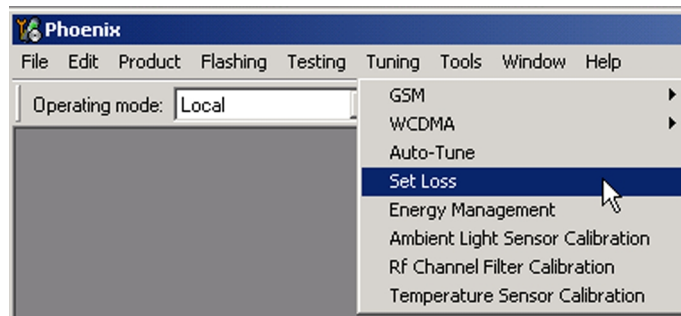 Phoenix
File Edit Product Flashing Testing Tuning Tools Window Help
Operating mode: Local
GSM
WCDMA
Auto-Tune
Set Loss
Energy Management
Ambient Light Sensor Calibration
Rf Channel Filter Calibration
Temperature Sensor Calibration